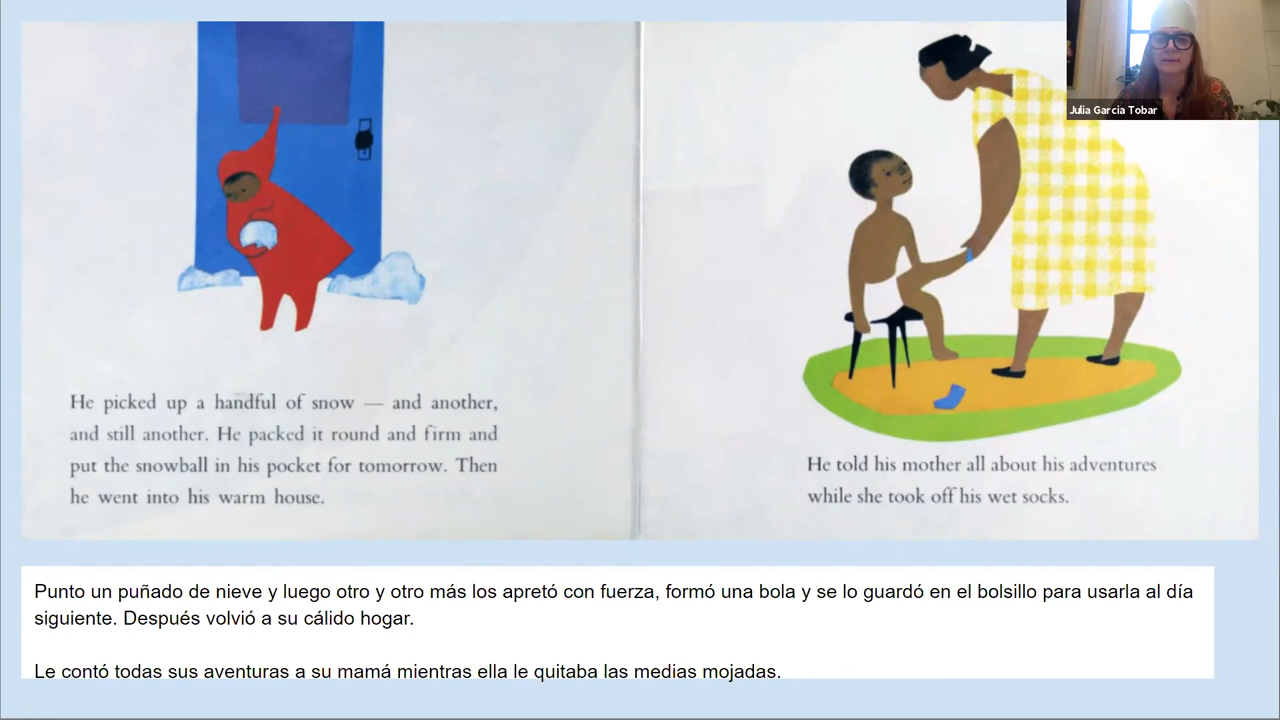 Julia Garcia Tobar
He picked up a handful of snow — and another,
and still another. He packed it round and firm and
put the snowball in his pocket for tomorrow. Then
he went into his warm house.
He told his mother all about his adventures
while she took off his wet socks.
Punto un puñado de nieve y luego otro y otro más los apretó con fuerza, formó una bola y se lo guardó en el bolsillo para usarla al día
siguiente. Después volvió a su cálido hogar.
Le contó todas sus aventuras a su mamá mientras ella le quitaba las medias mojadas.